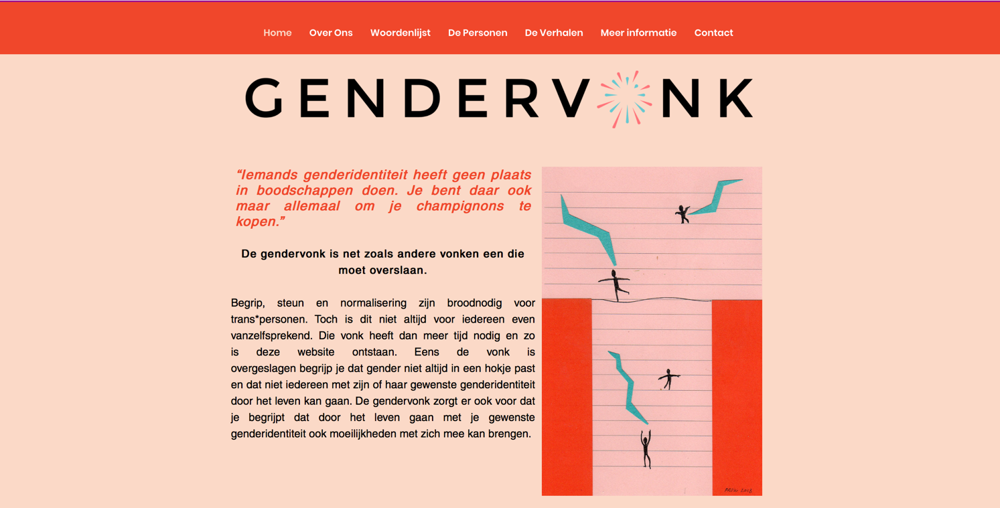 Home Over Ons Woordenlijst De Personen De Verhalen Meer informatie Contact
GENDERVONK
“Iemands genderidentiteit heeft geen plaats
in boodschappen doen. Je bent daar ook
maar allemaal om je champignons te
kopen.”
De gendervonk is net zoals andere vonken een die
moet overslaan.
Begrip, steun en normalisering zijn broodnodig voor
trans*personen. Toch is dit niet altijd voor iedereen even
vanzelfsprekend. Die vonk heeft dan meer tijd nodig en zo
is deze website ontstaan. Eens de vonk is
overgeslagen begrijp je dat gender niet altijd in een hokje past
en dat niet iedereen met zijn of haar gewenste genderidentiteit
door het leven kan gaan. De gendervonk zorgt er ook voor dat
je begrijpt dat door het leven gaan met je gewenste
genderidentiteit ook moeilijkheden met zich mee kan brengen.
2018